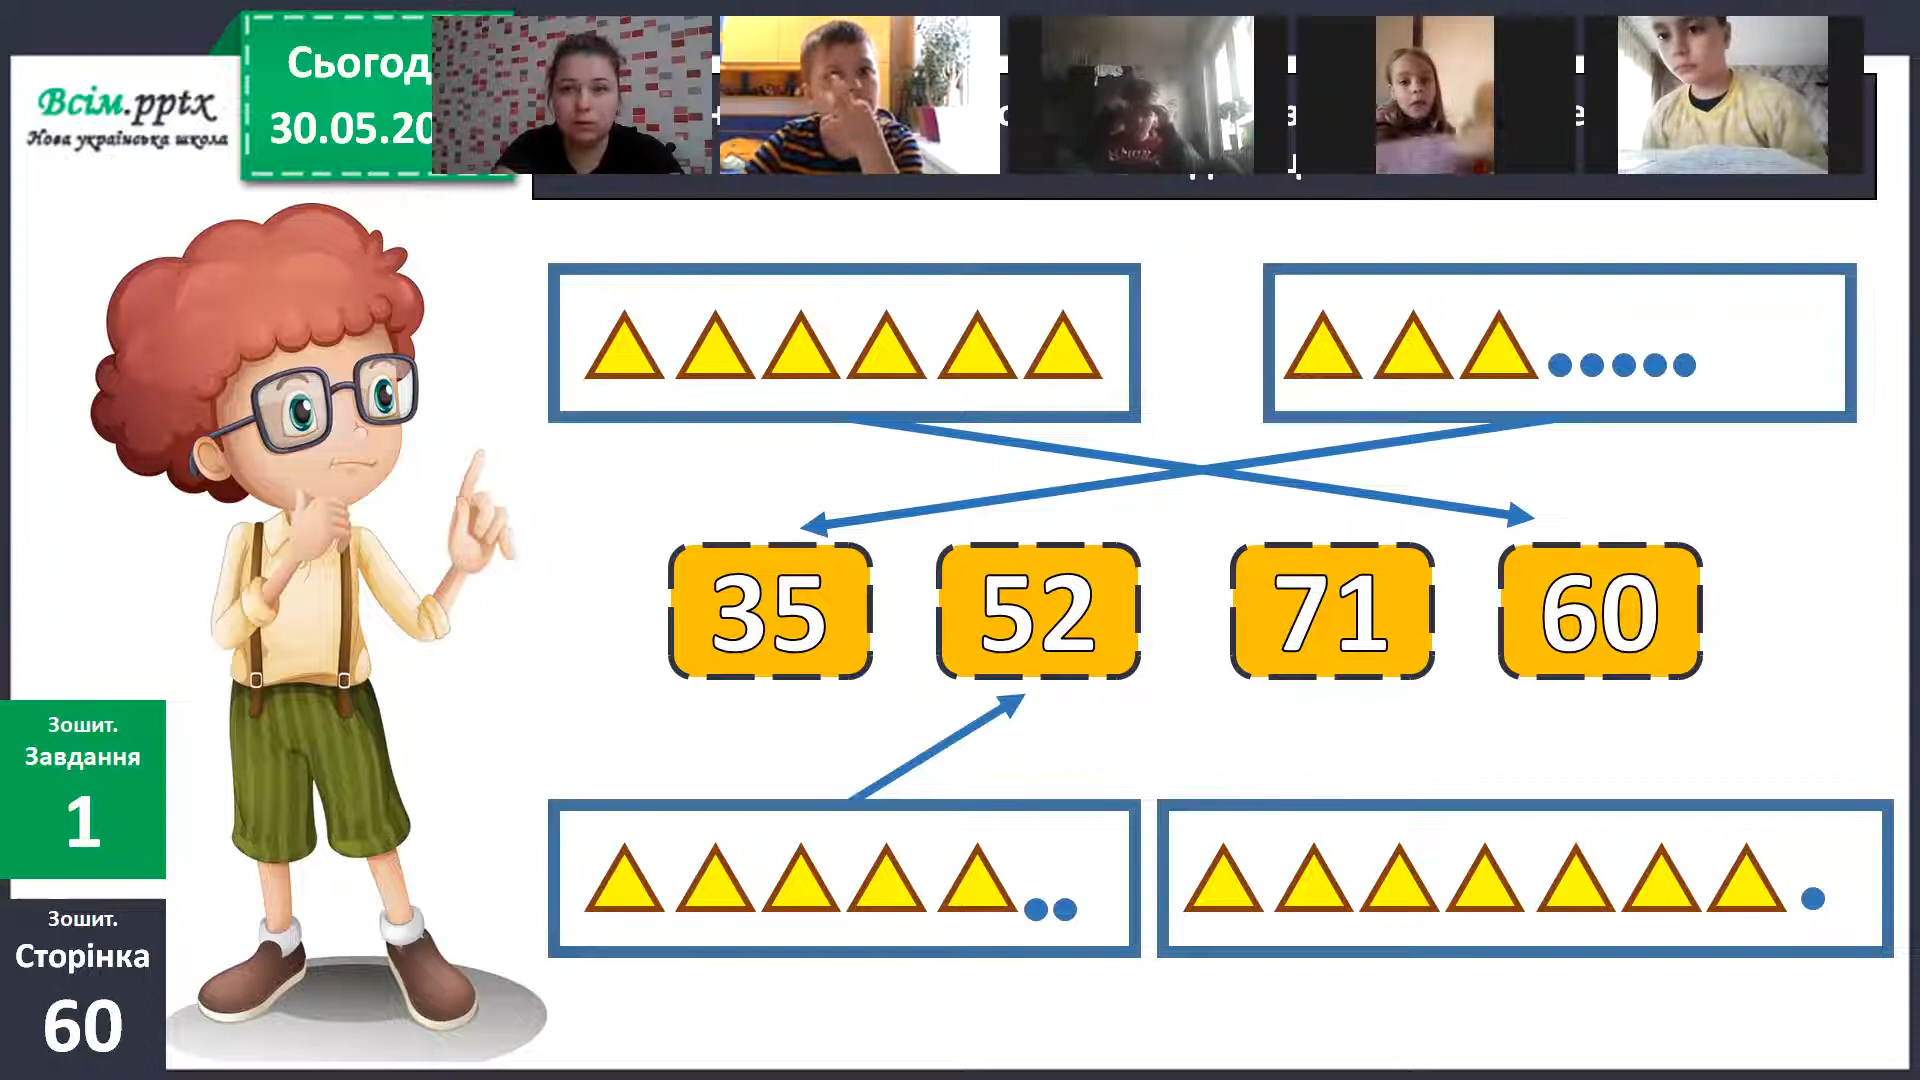 Всім.pptx
Нова українська школа
Сьогод
30.05.20
35
52
71
60
Зошит.
Завдання
1
Зошит.
Сторінка
60